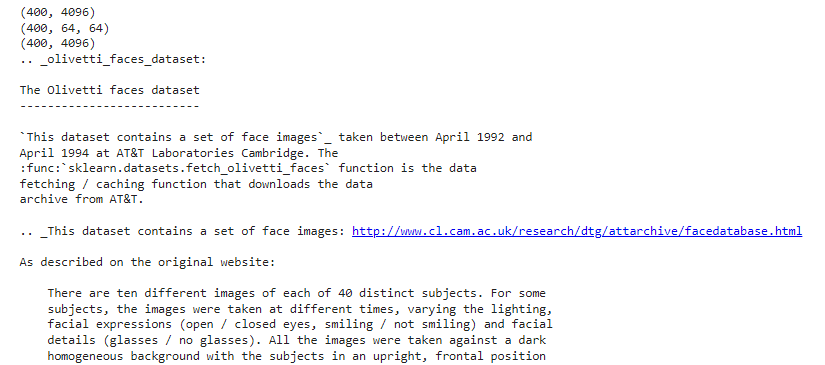 (400, 4096)
(400, 64, 64)
(400, 4096)
.. _olivetti_faces_dataset:
The Olivetti faces dataset
--------------------------
`This dataset contains a set of face images`_ taken between April 1992 and
April 1994 at AT&T Laboratories Cambridge. The
:func:`sklearn.datasets.fetch_olivetti_faces` function is the data
fetching / caching function that downloads the data
archive from AT&T.
.. _This dataset contains a set of face images: http://www.cl.cam.ac.uk/research/dtg/attarchive/facedatabase.html
As described on the original website:
There are ten different images of each of 40 distinct subjects. For some
subjects, the images were taken at different times, varying the lighting,
facial expressions (open / closed eyes, smiling / not smiling) and facial
details (glasses / no glasses). All the images were taken against a dark
homogeneous background with the subjects in an upright, frontal position